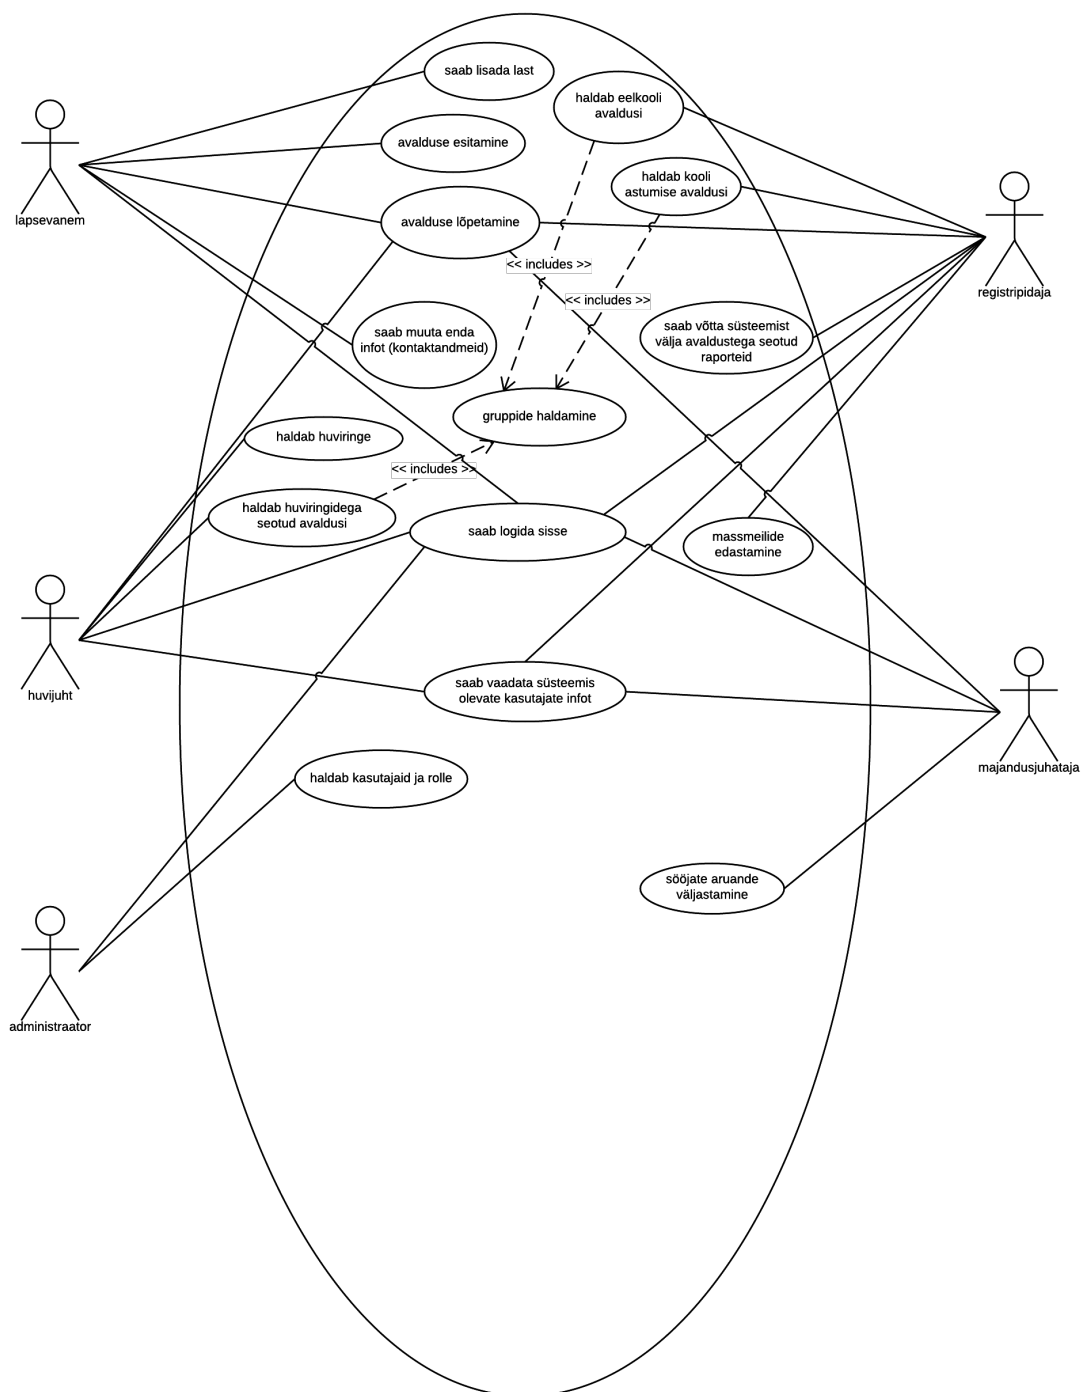 saab lisada last
haldab eelkooli
avaldusi
avalduse esitamine
haldab kooli
astumise avaldusi
lapsevanem
avalduse lõpetamine
<< includes >>
registripidaja
<< includes >>
saab muuta enda
infot (kontaktandmeid)
saab võtta süsteemist
välja avaldustega seotud
raporteid
gruppide haldamine
haldab huviringe
<< includes >>
haldab huviringidega
seotud avaldusi
saab logida sisse
massmeilide
edastamine
huvijuht
saab vaadata süsteemis
olevate kasutajate infot
majandusjuhataja
haldab kasutajaid ja rolle
sööjate aruande
väljastamine
administraator